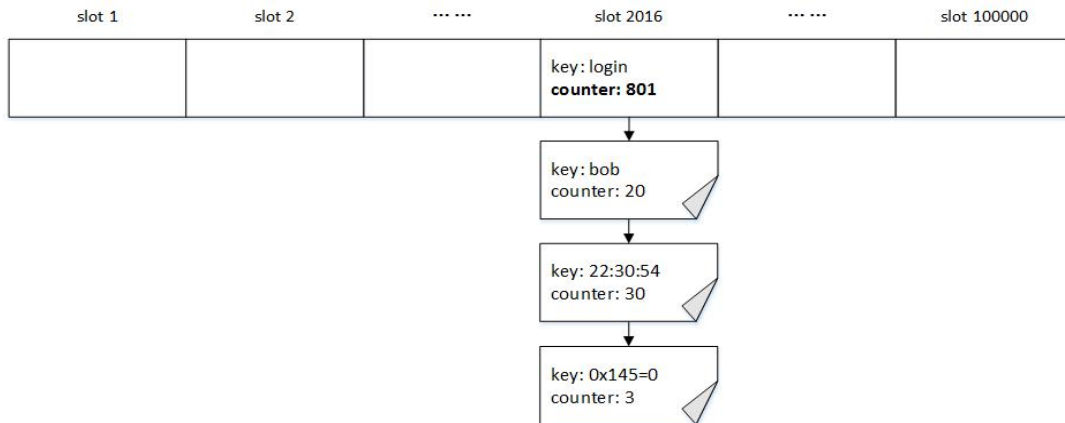 slot 1
slot 2
... ...
slot 2016
... ...
slot 100000
key: login
counter: 801
key: bob
counter: 20
key: 22:30:54
counter: 30
key: 0x145=0
counter: 3